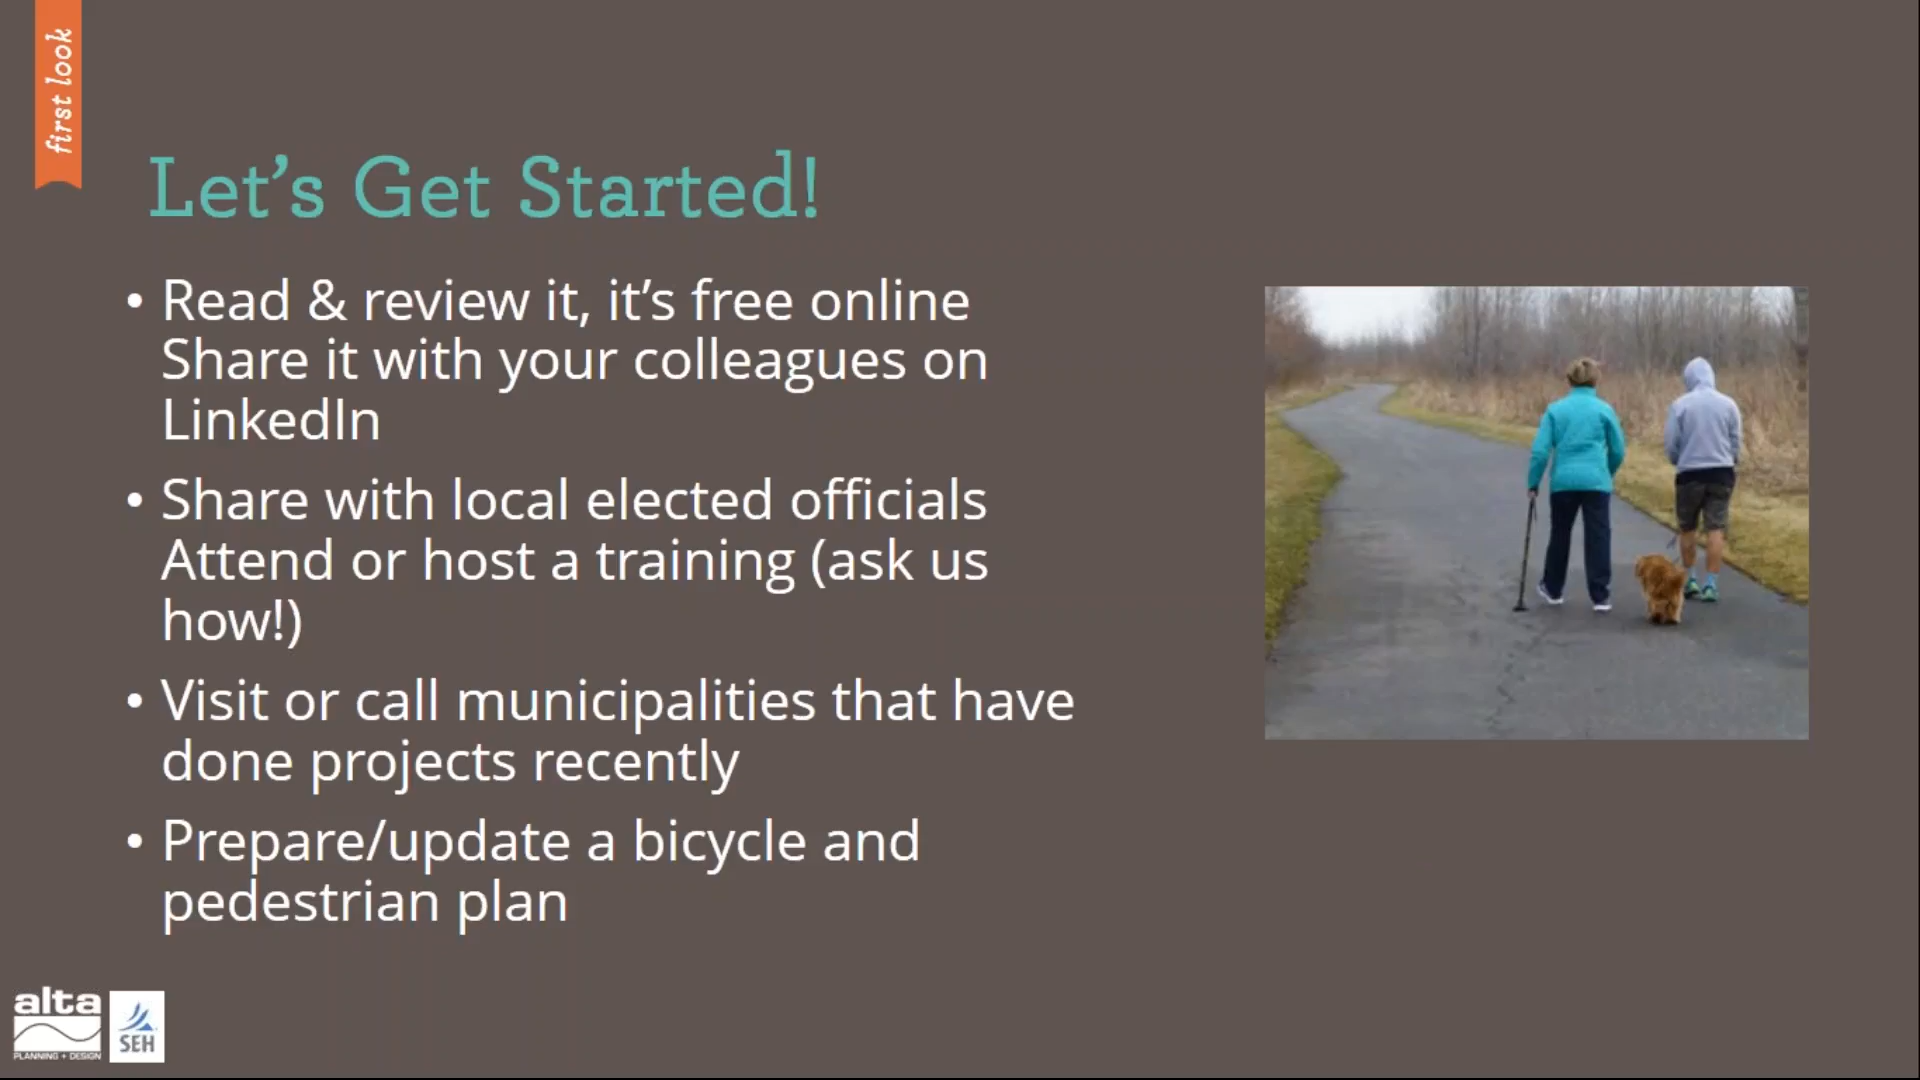 first look
Let’s Get Started!
• Read & review it, it’s free online
Share it with your colleagues on
LinkedIn
• Share with local elected officials
Attend or host a training (ask us
how!)
• Visit or call municipalities that have
done projects recently
• Prepare/update a bicycle and
pedestrian plan
alta
PLANNING + DESIGN
SEH